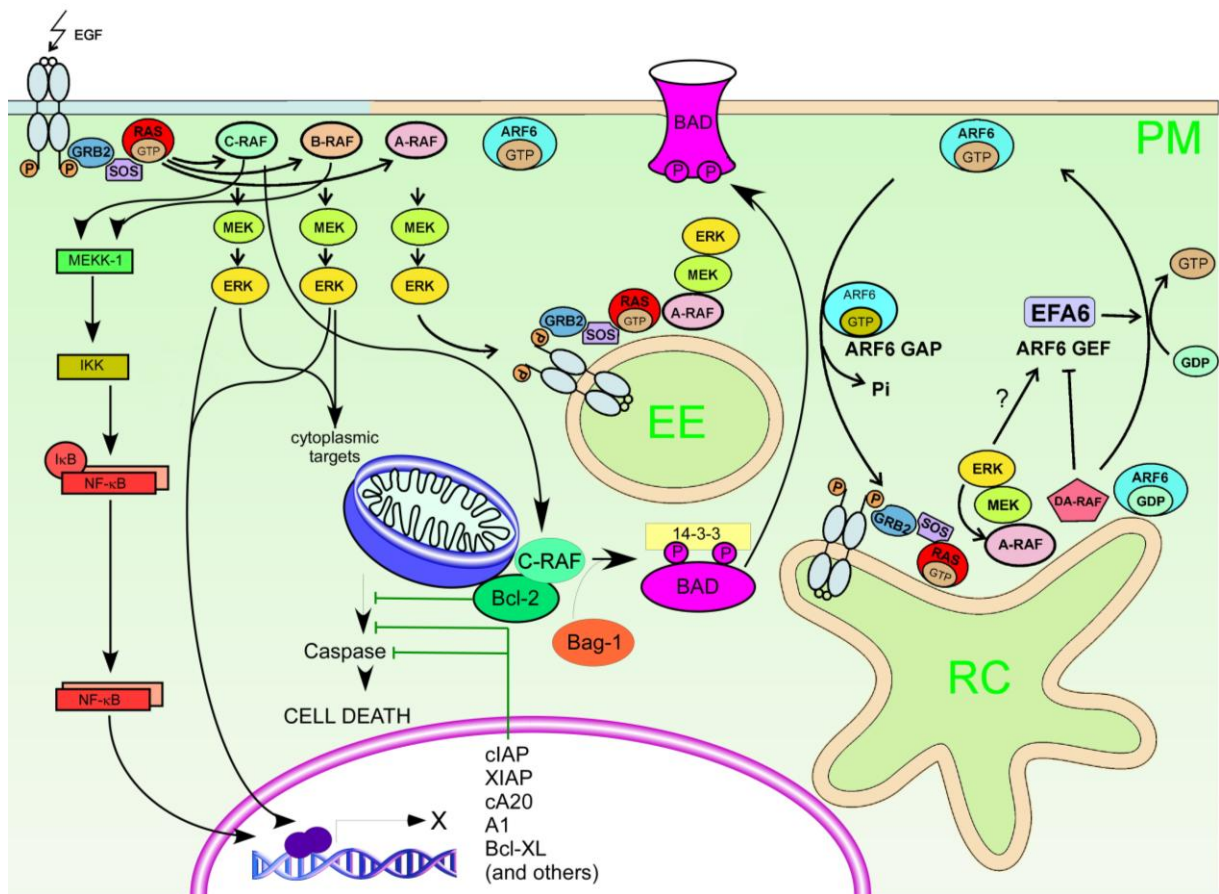 EGF
P
P
GRB2
SOS
RAS
GTP
C-RAF
B-RAF
A-RAF
ARF6
GTP
BAD
P
P
ARF6
GTP
PM
MEKK-1
MEK
MEK
MEK
ERK
ERK
ERK
IKK
IκB
NF-κB
NF-κB
cytoplasmic
targets
P
P
GRB2
SOS
RAS
GTP
A-RAF
MEK
ERK
EE
ARF6
GTP
ARF6 GAP
Pi
EFA6
ARF6 GEF
GTP
GDP
?
P
P
GRB2
SOS
RAS
GTP
ERK
MEK
A-RAF
DA-RAF
ARF6
GDP
RC
C-RAF
Bcl-2
Bag-1
14-3-3
P
P
BAD
Caspase
CELL DEATH
cIAP
XIAP
cA20
A1
Bcl-XL
(and others)
X